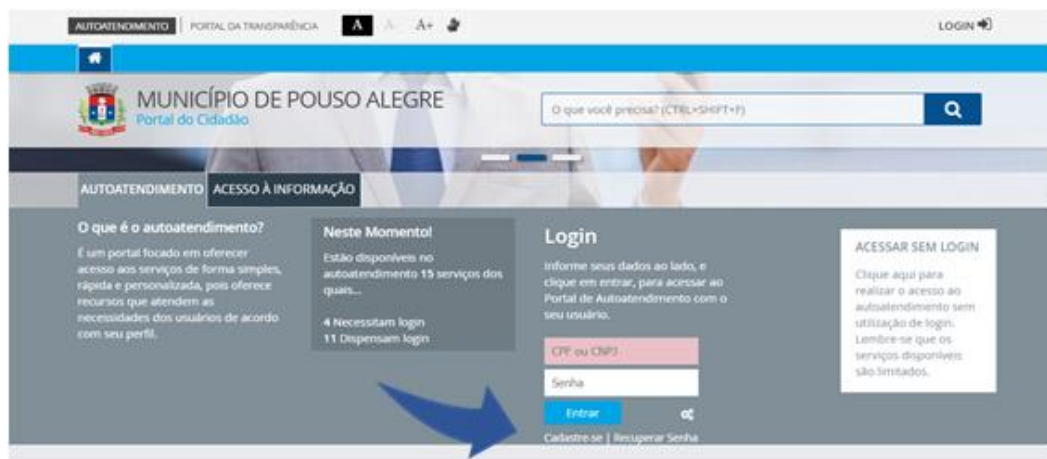 AUTOATENDIMENTO
PORTAL DA TRANSPARÊNCIA
A A- A+
LOGIN
MUNICÍPIO DE POUSO ALEGRE
Portal do Cidadão
O que você precisa? (CTRL+SHIFT+F)
AUTOATENDIMENTO
ACESSO À INFORMAÇÃO
O que é o autoatendimento?
É um portal focado em oferecer
acesso aos serviços de forma simples,
rápida e personalizada, pois oferece
recursos que atendem as
necessidades dos usuários de acordo
com seu perfil.
Neste Momento!
Estão disponíveis no
autoatendimento 15 serviços dos
quais...
4 Necessitam login
11 Dispensam login
Login
Informe seus dados ao lado, e
clique em entrar, para acessar ao
Portal de Autoatendimento com o
seu usuário.
CPF ou CNPJ
Senha
Entrar
Cadastre-se | Recuperar Senha
ACESSAR SEM LOGIN
Clique aqui para
realizar o acesso ao
autoatendimento sem
utilização de login.
Lembre-se que os
serviços disponíveis
são limitados.